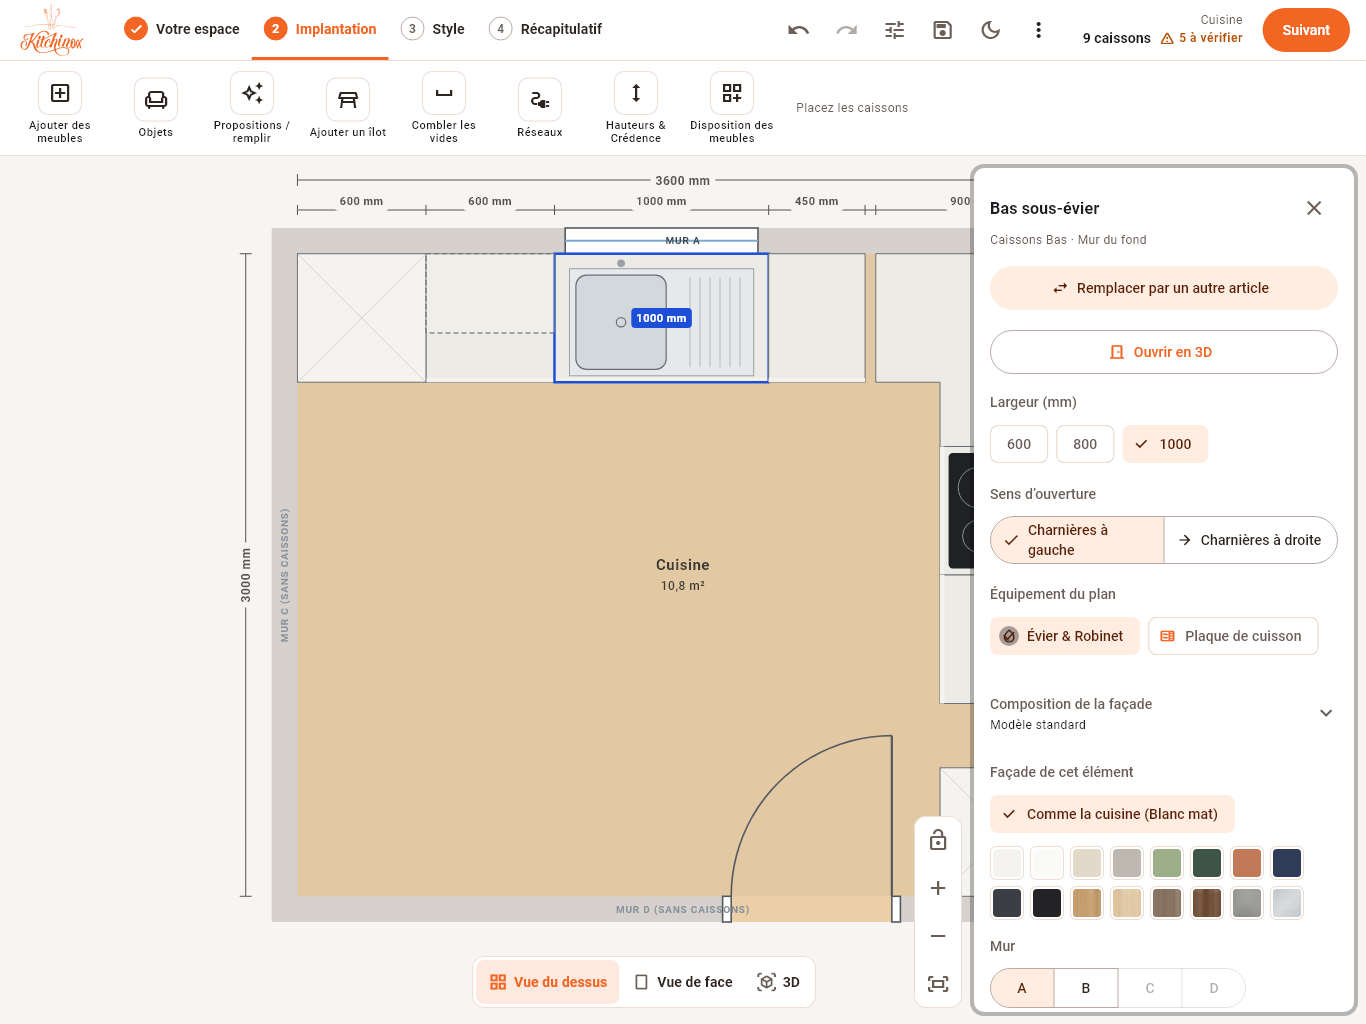 Kitchinox
Votre espace
2 Implantation
3 Style
4 Récapitulatif
Cuisine
9 caissons 5 à vérifier
Suivant
Ajouter des
meubles
Objets
Propositions /
remplir
Ajouter un îlot
Combler les
vides
Réseaux
Hauteurs &
Crédence
Disposition des
meubles
Placez les caissons
3600 mm
600 mm 600 mm 1000 mm 450 mm 900
MUR A
1000 mm
3000 mm
MUR C (SANS CAISSONS)
Cuisine
10,8 m²
MUR D (SANS CAISSONS)
Vue du dessus
Vue de face
3D
Bas sous-évier
Caissons Bas · Mur du fond
Remplacer par un autre article
Ouvrir en 3D
Largeur (mm)
600 800 1000
Sens d’ouverture
Charnières à
gauche
Charnières à droite
Équipement du plan
Évier & Robinet
Plaque de cuisson
Composition de la façade
Modèle standard
Façade de cet élément
Comme la cuisine (Blanc mat)
Mur
A B C D